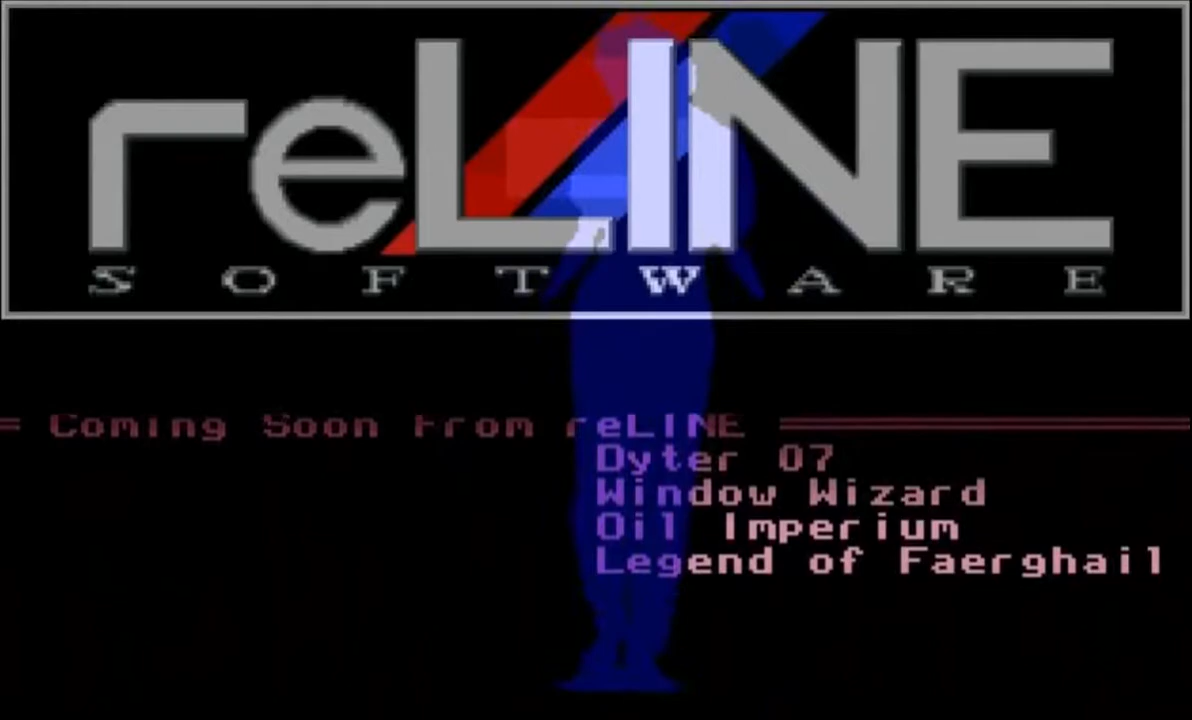 reLINE
SOFTWARE
Coming Soon From reLINE
Dyter 07
Window Wizard
Oil Imperium
Legend of Faerghail